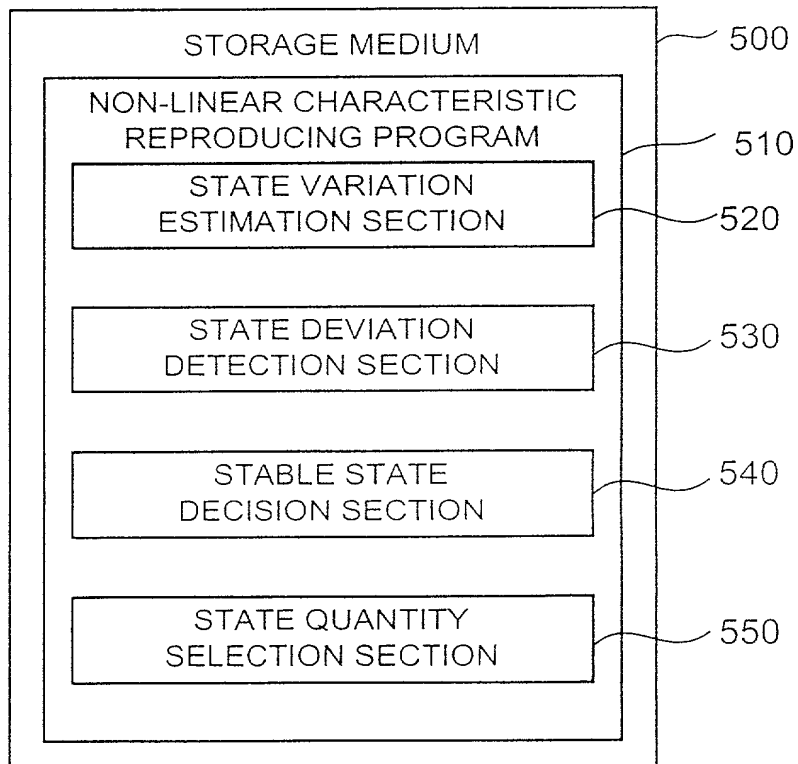 STORAGE MEDIUM
500
NON-LINEAR CHARACTERISTIC
REPRODUCING PROGRAM
510
STATE VARIATION
ESTIMATION SECTION
520
STATE DEVIATION
DETECTION SECTION
530
STABLE STATE
DECISION SECTION
540
STATE QUANTITY
SELECTION SECTION
550